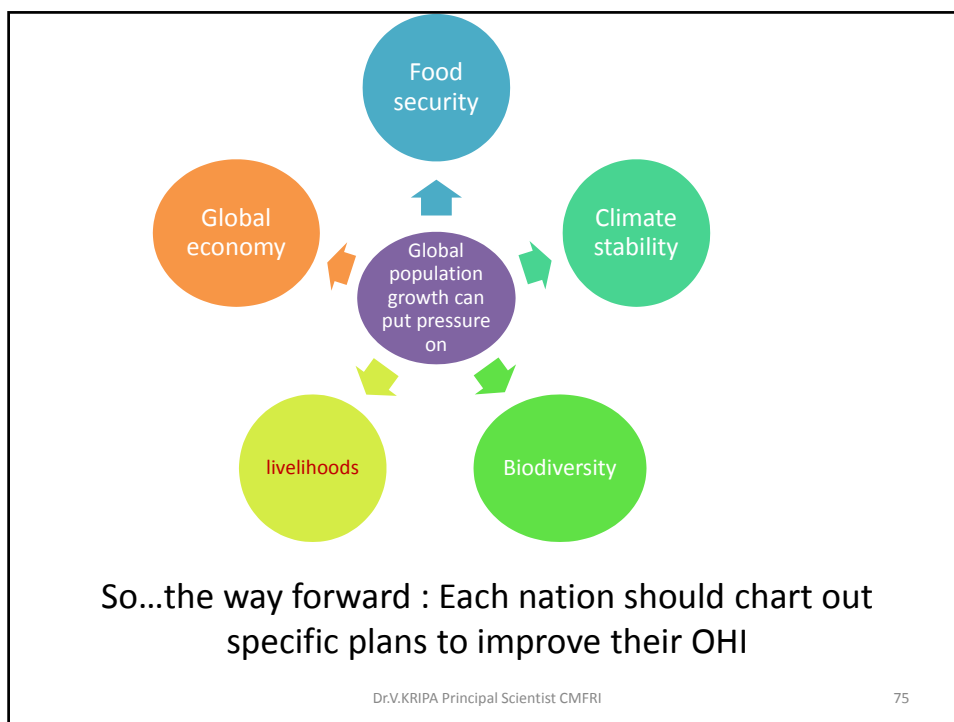 Food
security
Global
economy
Climate
stability
Global
population
growth can
put pressure
on
livelihoods
Biodiversity
So...the way forward : Each nation should chart out
specific plans to improve their OHI
Dr.V.KRIPA Principal Scientist CMFRI
75